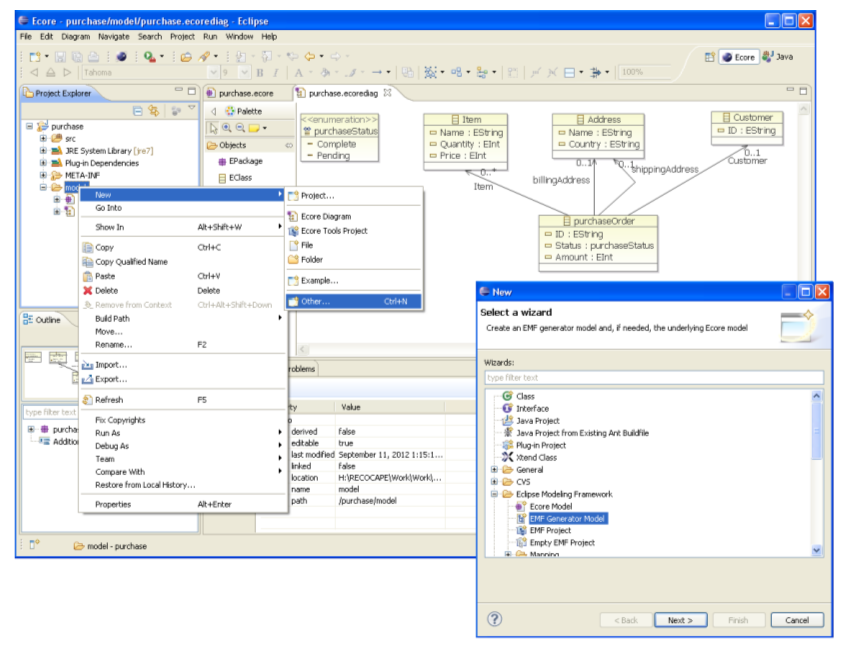 Ecore - purchase/model/purchase.ecorediag - Eclipse
File Edit Diagram Navigate Search Project Run Window Help
Ecore Java
Tahoma 9 B I A 100%
Project Explorer
purchase
src
JRE System Library [jre7]
Plug-in Dependencies
META-INF
model
purchase.ecore
purchase.ecorediag
Palette
Objects
EPackage
EClass
<<enumeration>>
purchaseStatus
Complete
Pending
Item
Name : EString
Quantity : EInt
Price : EInt
Address
Name : EString
Country : EString
Customer
ID : EString
0..*
Item
billingAddress
0..1
0..1
shippingAddress
0..1
Customer
purchaseOrder
ID : EString
Status : purchaseStatus
Amount : EInt
New
Go Into
Show In Alt+Shift+W
Copy Ctrl+C
Copy Qualified Name
Paste Ctrl+V
Delete Delete
Remove from Context Ctrl+Alt+Shift+Down
Build Path
Move...
Rename... F2
Import...
Export...
Refresh F5
Fix Copyrights
Run As
Debug As
Team
Compare With
Restore from Local History...
Properties Alt+Enter
Project...
Ecore Diagram
Ecore Tools Project
File
Folder
Example...
Other... Ctrl+N
Outline
type filter text
purcha
Additio
roblems
ty Value
derived false
editable true
last modified September 11, 2012 1:15:1...
linked false
location H:\RECOCAPE\Work\Work\...
name model
path /purchase/model
model - purchase
New
Select a wizard
Create an EMF generator model and, if needed, the underlying Ecore model
Wizards:
type filter text
Class
Interface
Java Project
Java Project from Existing Ant Buildfile
Plug-in Project
Xtend Class
General
CVS
Eclipse Modeling Framework
Ecore Model
EMF Generator Model
EMF Project
Empty EMF Project
Mapping
< Back Next > Finish Cancel